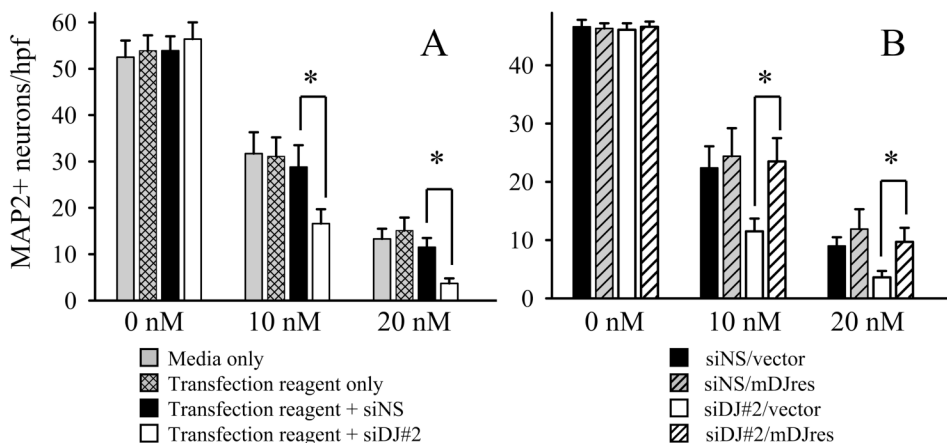 MAP2+ neurons/hpf
60
50
40
30
20
10
0
A
*
*
0 nM 10 nM 20 nM
Media only
Transfection reagent only
Transfection reagent + siNS
Transfection reagent + siDJ#2
40
30
20
10
0
B
*
*
0 nM 10 nM 20 nM
siNS/vector
siNS/mDJres
siDJ#2/vector
siDJ#2/mDJres